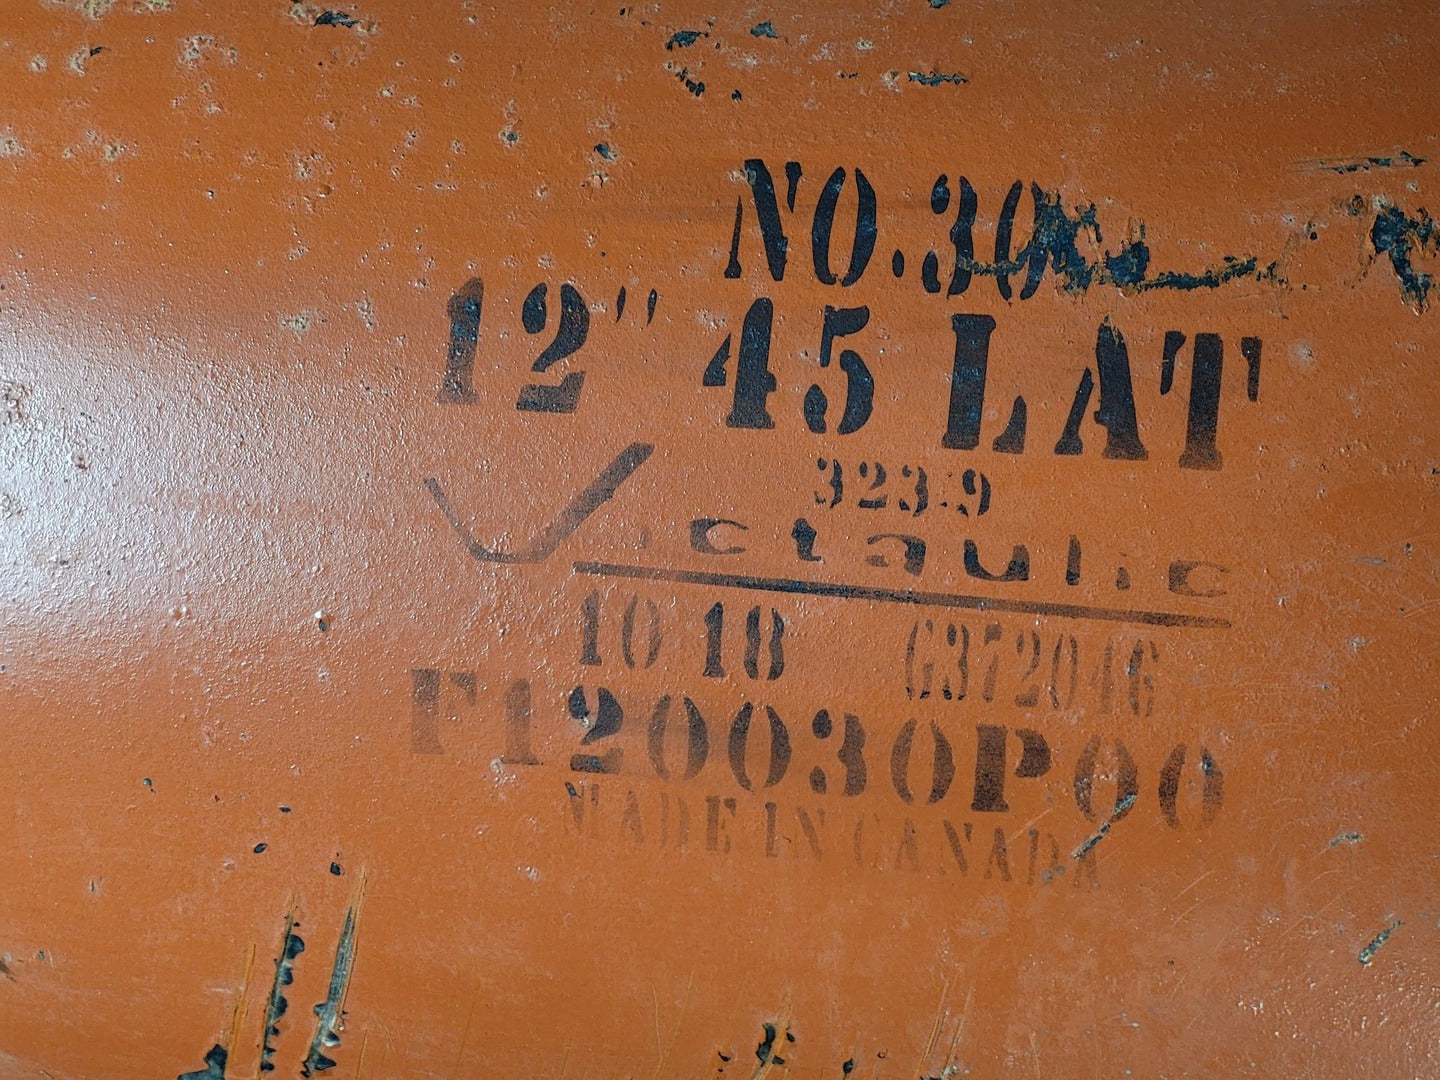 NO.30
12" 45 LAT
323.9
Victaulic
10 18 G372046
F120030P00
MADE IN CANADA